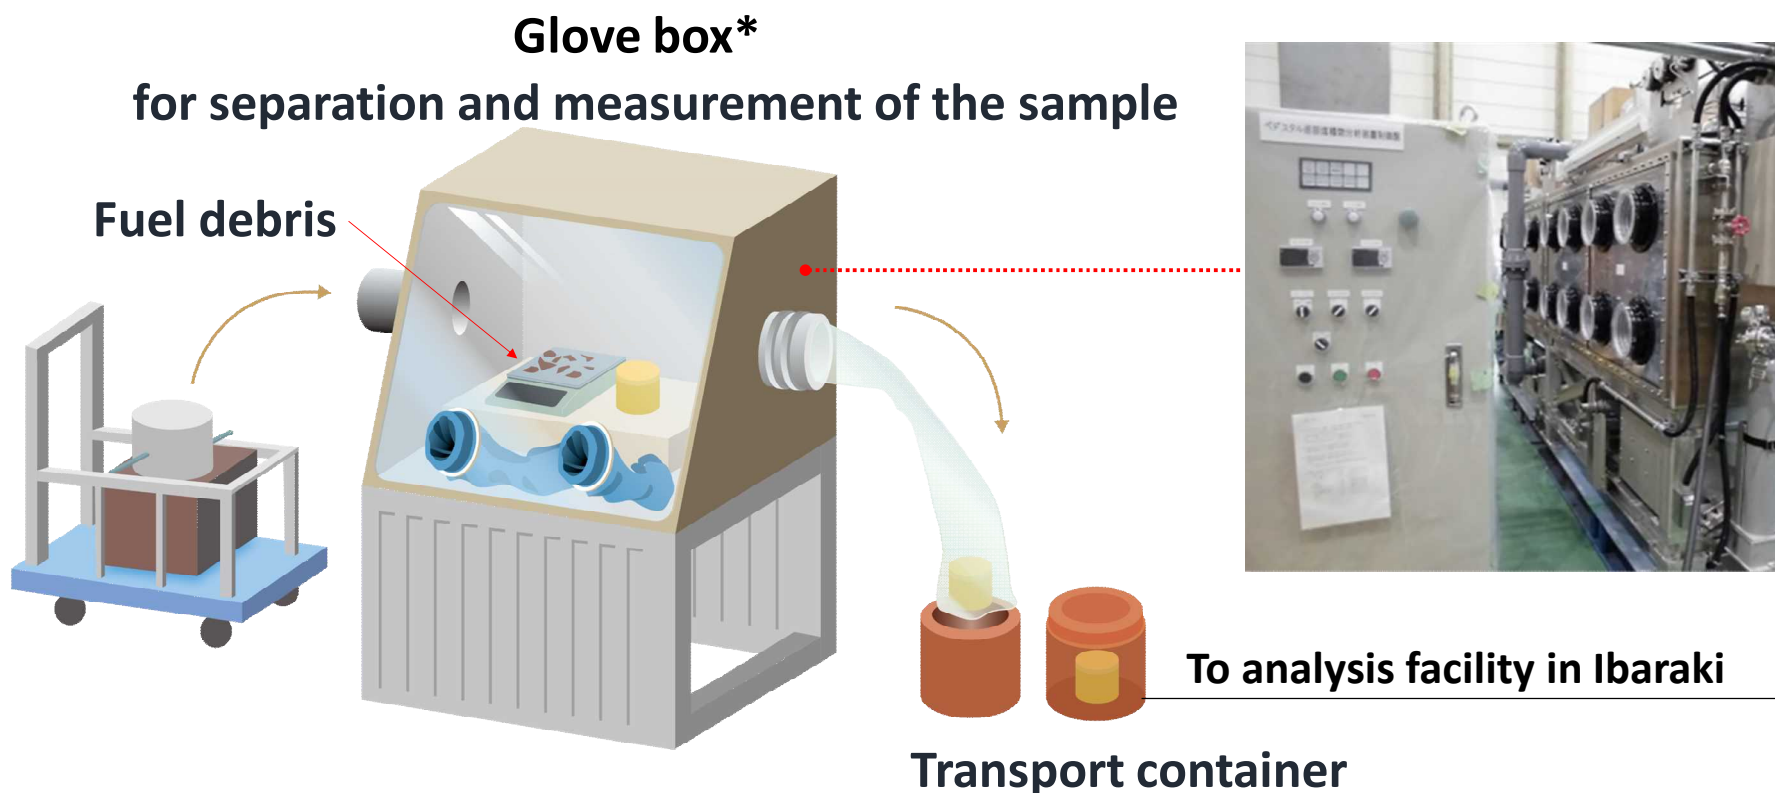 Glove box*
for separation and measurement of the sample
Fuel debris
To analysis facility in Ibaraki
Transport container